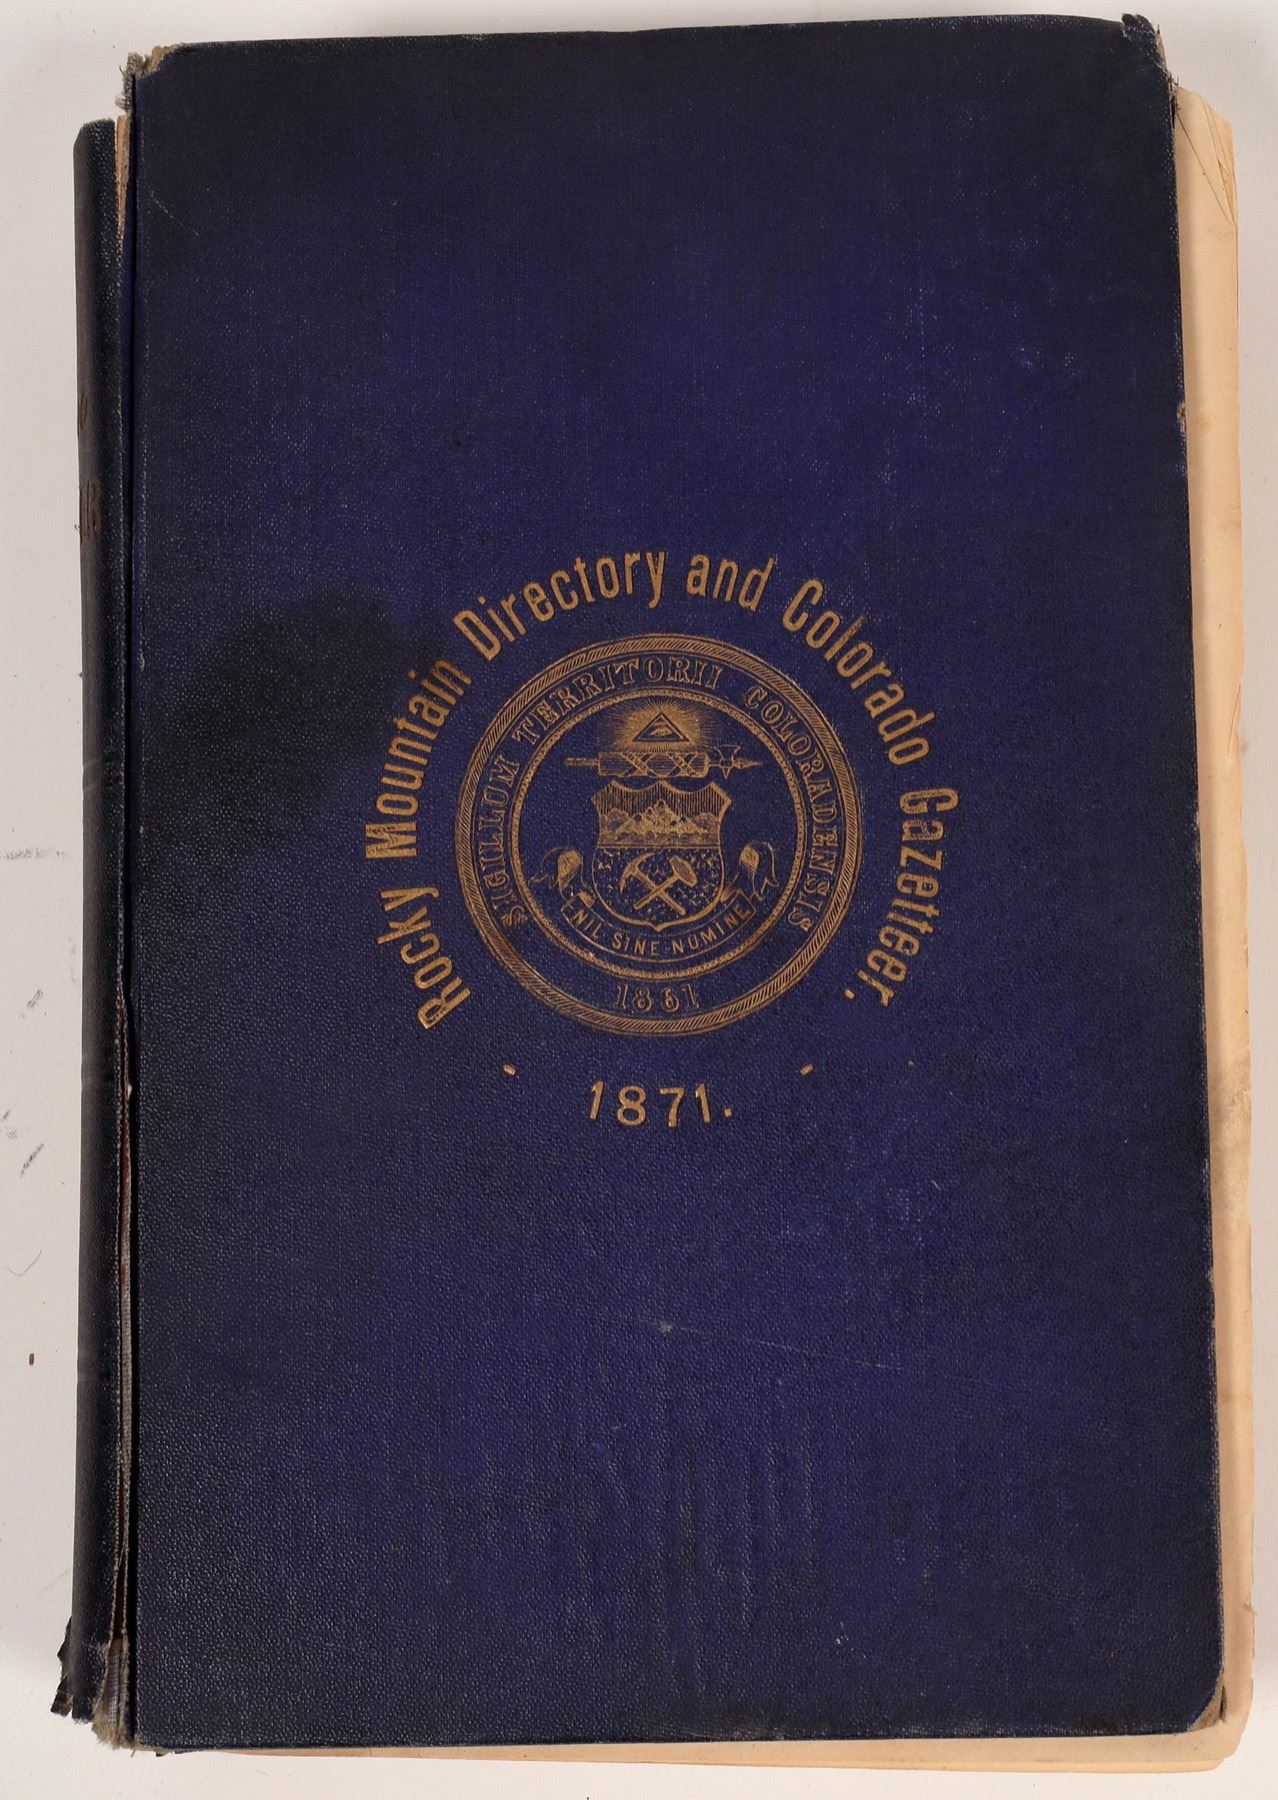 Rocky Mountain Directory and Colorado Gazetteer,
SIGILLUM TERRITORII COLORADENSIS
NIL SINE NUMINE
1861
1871.